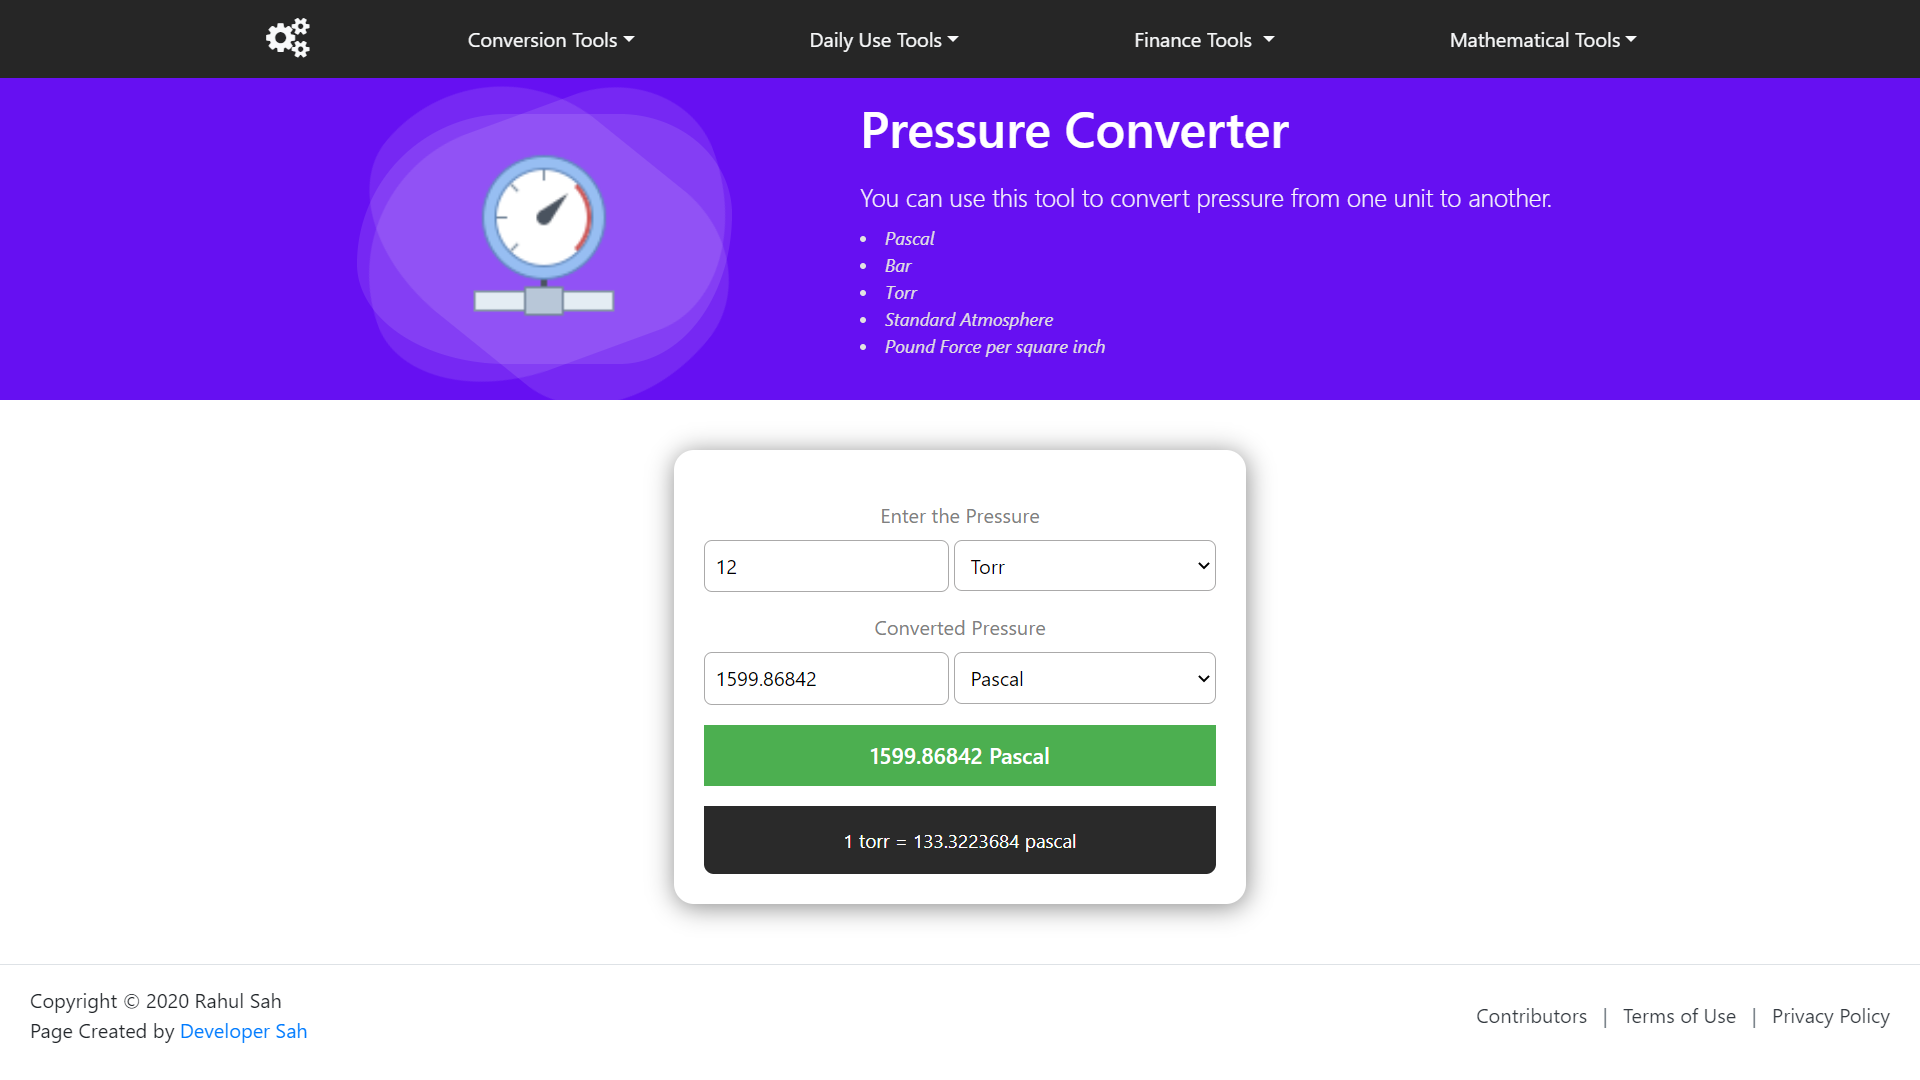 Conversion Tools
Daily Use Tools
Finance Tools
Mathematical Tools
Pressure Converter
You can use this tool to convert pressure from one unit to another.
• Pascal
• Bar
• Torr
• Standard Atmosphere
• Pound Force per square inch
Enter the Pressure
12
Torr
Converted Pressure
1599.86842
Pascal
1599.86842 Pascal
1 torr = 133.3223684 pascal
Copyright © 2020 Rahul Sah
Page Created by Developer Sah
Contributors | Terms of Use | Privacy Policy